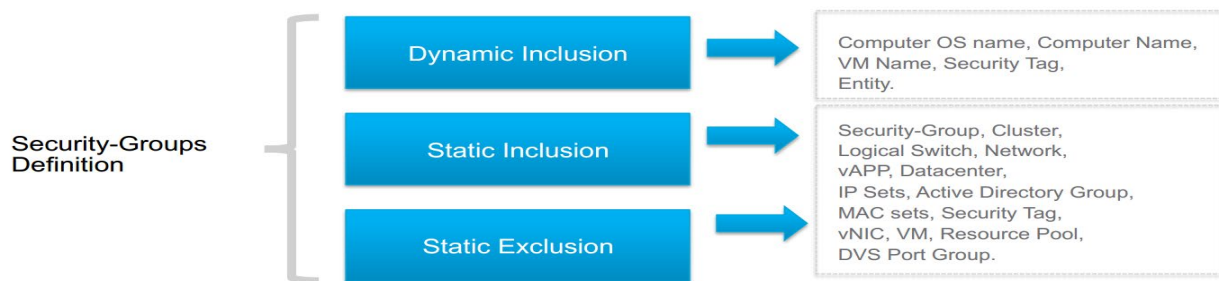 Security-Groups
Definition
Dynamic Inclusion
Computer OS name, Computer Name,
VM Name, Security Tag,
Entity.
Static Inclusion
Static Exclusion
Security-Group, Cluster,
Logical Switch, Network,
vAPP, Datacenter,
IP Sets, Active Directory Group,
MAC sets, Security Tag,
vNIC, VM, Resource Pool,
DVS Port Group.